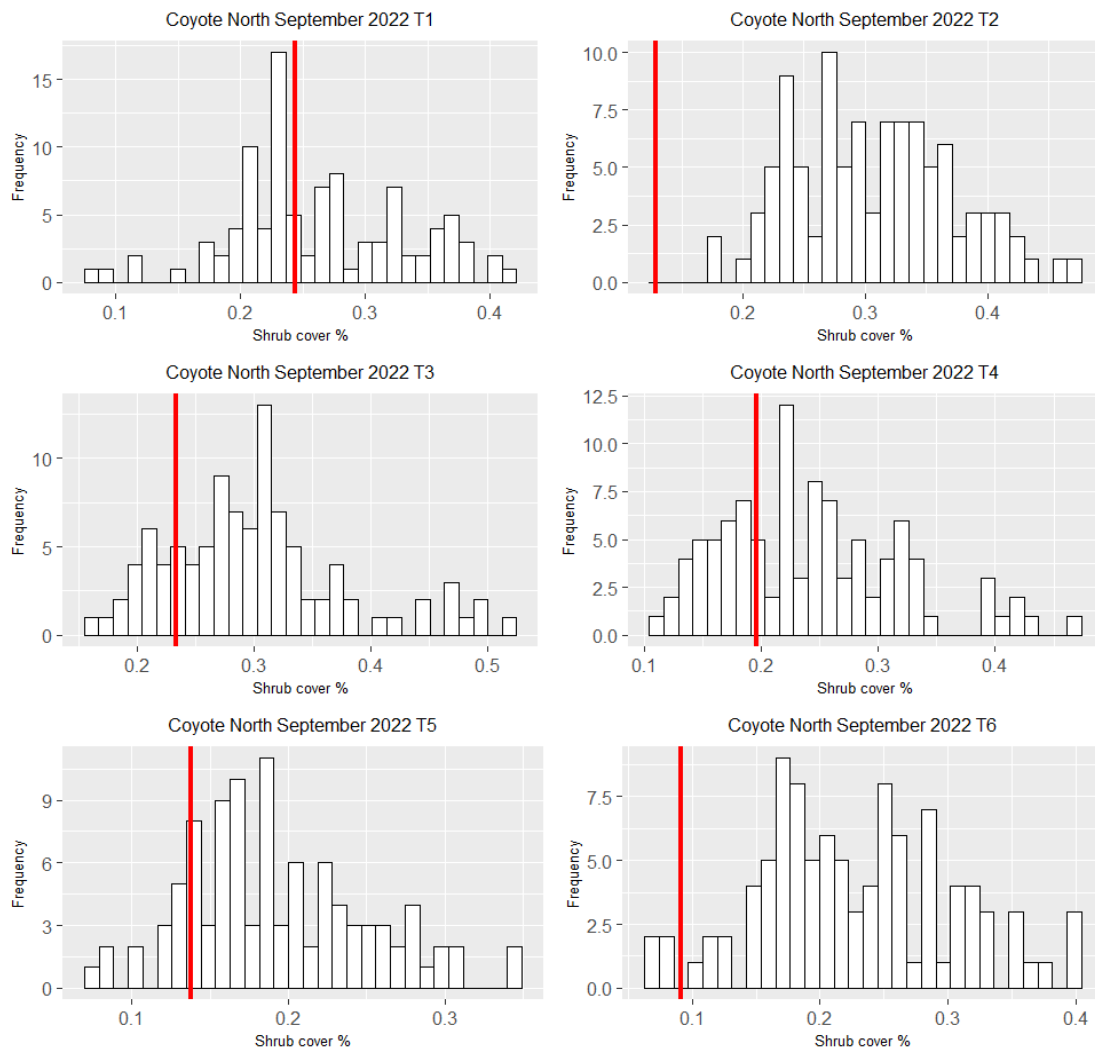 Coyote North September 2022 T1
15
10
5
0
Frequency
0.1 0.2 0.3 0.4
Shrub cover %
Coyote North September 2022 T2
10.0
7.5
5.0
2.5
0.0
Frequency
0.2 0.3 0.4
Shrub cover %
Coyote North September 2022 T3
10
5
0
Frequency
0.2 0.3 0.4 0.5
Shrub cover %
Coyote North September 2022 T4
12.5
10.0
7.5
5.0
2.5
0.0
Frequency
0.1 0.2 0.3 0.4
Shrub cover %
Coyote North September 2022 T5
9
6
3
0
Frequency
0.1 0.2 0.3
Shrub cover %
Coyote North September 2022 T6
7.5
5.0
2.5
0.0
Frequency
0.1 0.2 0.3 0.4
Shrub cover %